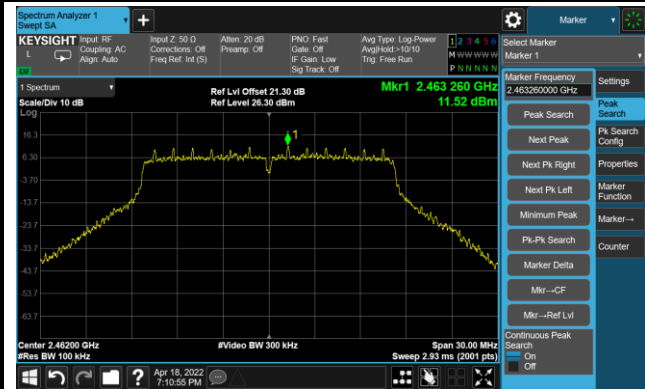 Spectrum Analyzer 1
Swept SA
Marker
KEYSIGHT
L
Input: RF
Coupling: AC
Align: Auto
Input Z: 50 Ω
Corrections: Off
Freq Ref: Int (S)
Atten: 20 dB
Preamp: Off
PNO: Fast
Gate: Off
IF Gain: Low
Sig Track: Off
Avg Type: Log-Power
Avg|Hold:>10/10
Trig: Free Run
1 2 3 4 5 6
M W W W W W
P N N N N N
Select Marker
Marker 1
1 Spectrum
Scale/Div 10 dB
Log
Ref Lvl Offset 21.30 dB
Ref Level 26.30 dBm
Mkr1 2.463 260 GHz
11.52 dBm
16.3
6.30
-3.70
-13.7
-23.7
-33.7
-43.7
-53.7
-63.7
1
Center 2.46200 GHz
#Res BW 100 kHz
#Video BW 300 kHz
Span 30.00 MHz
Sweep 2.93 ms (2001 pts)
Marker Frequency
2.463260000 GHz
Peak Search
Next Peak
Next Pk Right
Next Pk Left
Minimum Peak
Pk-Pk Search
Marker Delta
Mkr→CF
Mkr→Ref Lvl
Continuous Peak
Search
On
Off
Settings
Peak
Search
Pk Search
Config
Properties
Marker
Function
Marker→
Counter
?
Apr 18, 2022
7:10:55 PM